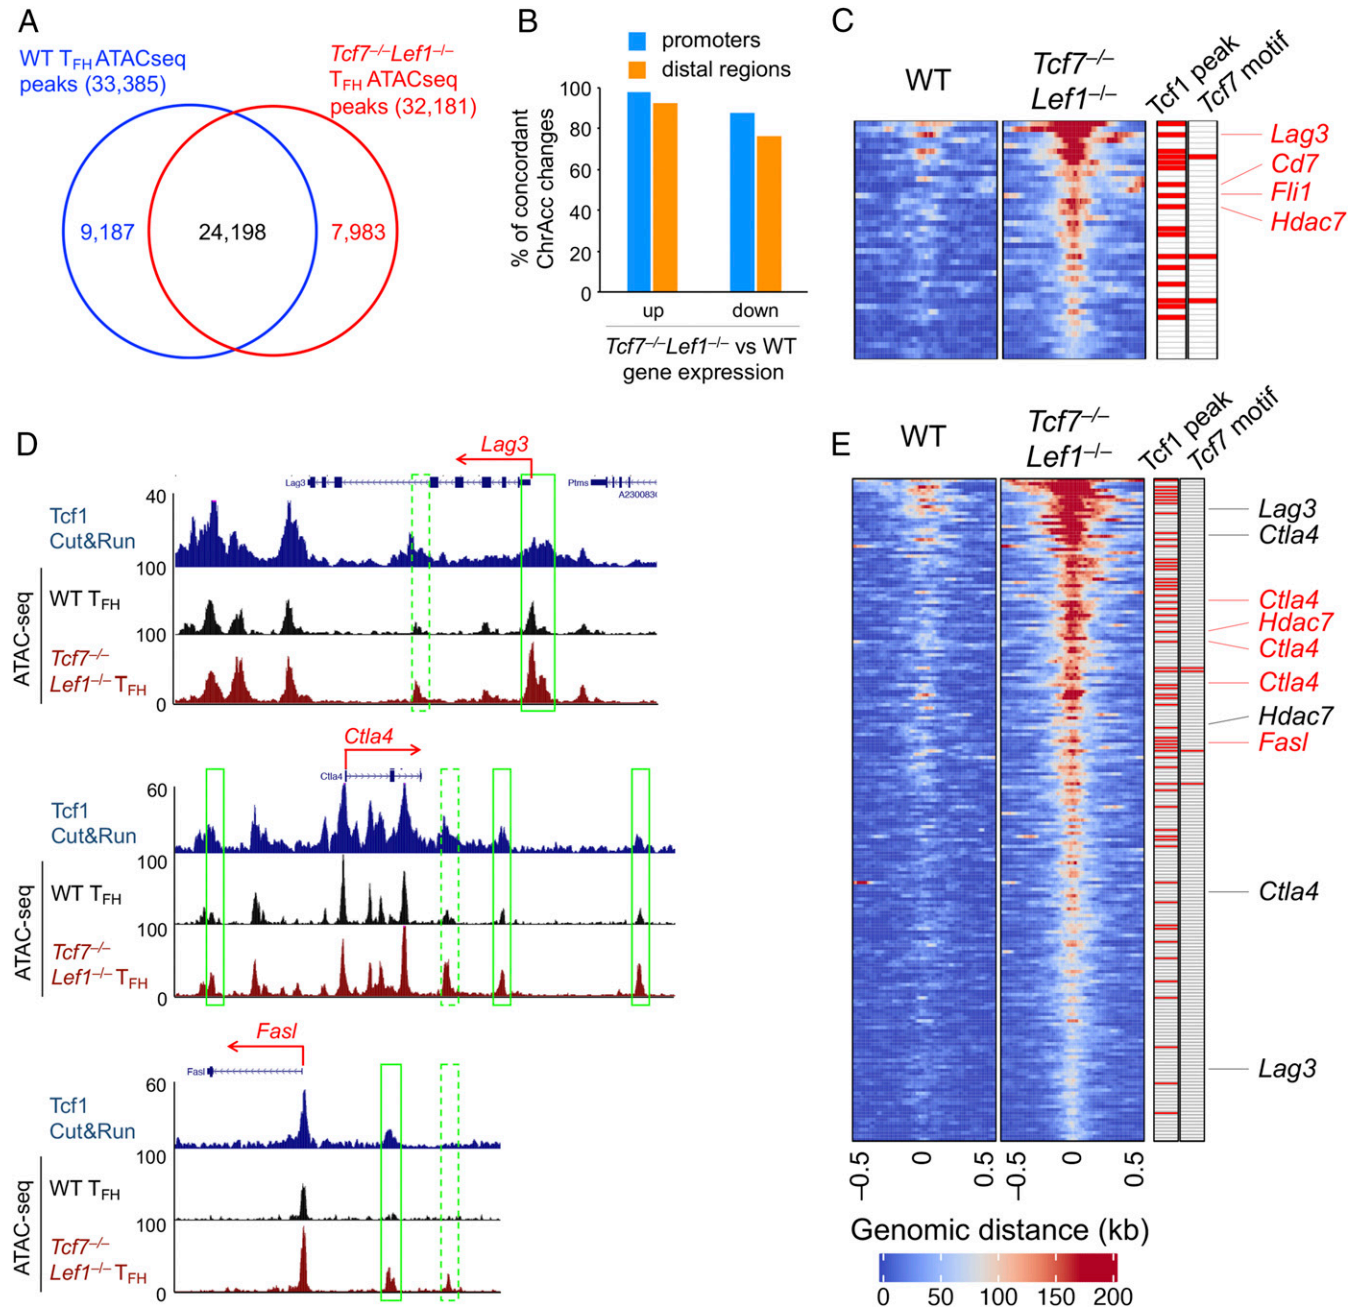 A
WT TFH ATACseq
peaks (33,385)
Tcf7–/–Lef1–/–
TFH ATACseq
peaks (32,181)
9,187
24,198
7,983
B
promoters
distal regions
% of concordant
ChrAcc changes
100
80
60
40
20
0
up
down
Tcf7–/–Lef1–/– vs WT
gene expression
C
WT
Tcf7–/–
Lef1–/–
Tcf1 peak
Tcf7 motif
Lag3
Cd7
Fli1
Hdac7
D
Lag3
Lag3
Ptms
A2300830
40
Tcf1
Cut&Run
100
ATAC-seq
WT TFH
100
Tcf7–/–
Lef1–/– TFH
0
Ctla4
Ctla4
60
Tcf1
Cut&Run
100
ATAC-seq
WT TFH
100
Tcf7–/–
Lef1–/– TFH
0
Fasl
Fasl
60
Tcf1
Cut&Run
100
ATAC-seq
WT TFH
100
Tcf7–/–
Lef1–/– TFH
0
E
WT
Tcf7–/–
Lef1–/–
Tcf1 peak
Tcf7 motif
Lag3
Ctla4
Ctla4
Hdac7
Ctla4
Ctla4
Hdac7
Fasl
Ctla4
Lag3
–0.5
0
0.5
–0.5
0
0.5
Genomic distance (kb)
0
50
100
150
200